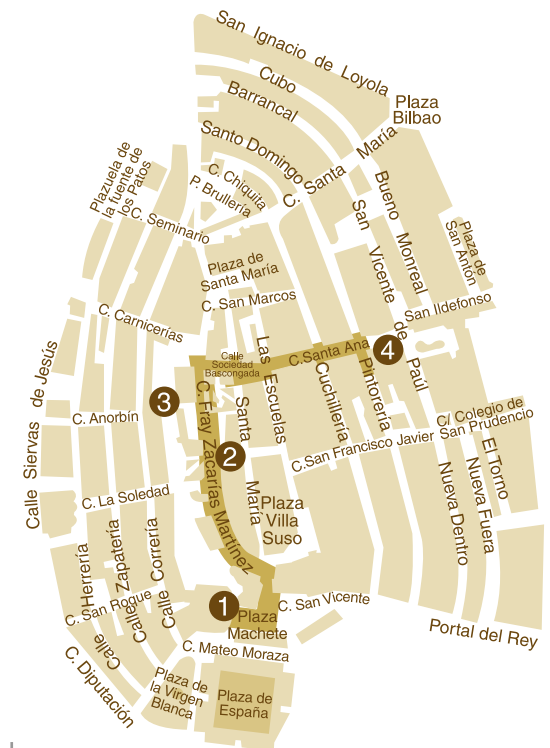 San Ignacio de Loyola
Cubo
Barrancal
Plaza
Bilbao
Santo Domingo
C. Santa María
Plazuela de
la fuente de
los Patos
C. Chiquita
P. Brullería
Bueno Monreal
C. Seminario
San Vicente de Paúl
Plaza de
San Antón
Plaza de
Santa María
C. San Marcos
San Ildefonso
C. Carnicerías
Calle
Sociedad
Bascongada
Las Escuelas
C. Santa Ana
4
Calle Siervas de Jesús
3
C. Anorbín
C. Fray Zacarías Martínez
Santa María
Cuchillería
Pintorería
C/ Colegio de
San Prudencio
2
C. San Francisco Javier
El Torno
Nueva Fuera
Nueva Dentro
C. La Soledad
Plaza
Villa
Suso
Calle Herrería
Calle Zapatería
Calle Correría
C. San Roque
1
Plaza
Machete
C. San Vicente
Portal del Rey
C. Mateo Moraza
C. Diputación
Plaza de
la Virgen
Blanca
Plaza de
España